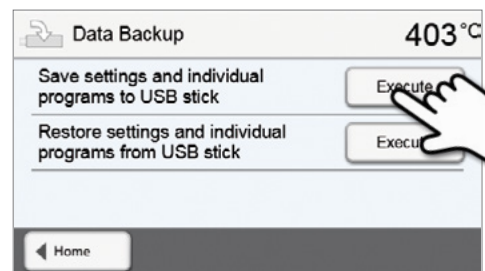 Data Backup 403 °C
Save settings and individual
programs to USB stick
Execute
Restore settings and individual
programs from USB stick
Home